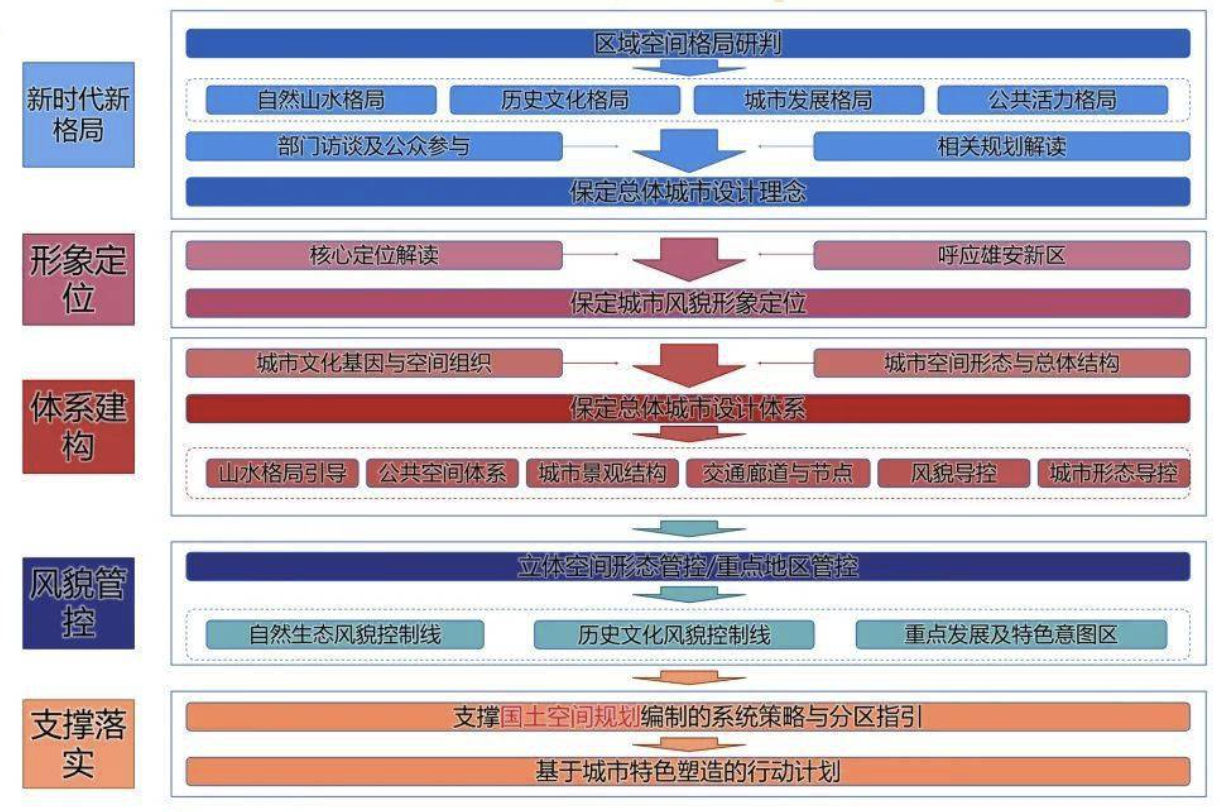 新时代新
格局
区域空间格局研判
自然山水格局 历史文化格局 城市发展格局 公共活力格局
部门访谈及公众参与 相关规划解读
保定总体城市设计理念
形象定
位
核心定位解读 呼应雄安新区
保定城市风貌形象定位
体系建
构
城市文化基因与空间组织 城市空间形态与总体结构
保定总体城市设计体系
山水格局引导 公共空间体系 城市景观结构 交通廊道与节点 风貌导控 城市形态导控
风貌管
控
立体空间形态管控/重点地区管控
自然生态风貌控制线 历史文化风貌控制线 重点发展及特色意图区
支撑落
实
支撑国土空间规划编制的系统策略与分区指引
基于城市特色塑造的行动计划